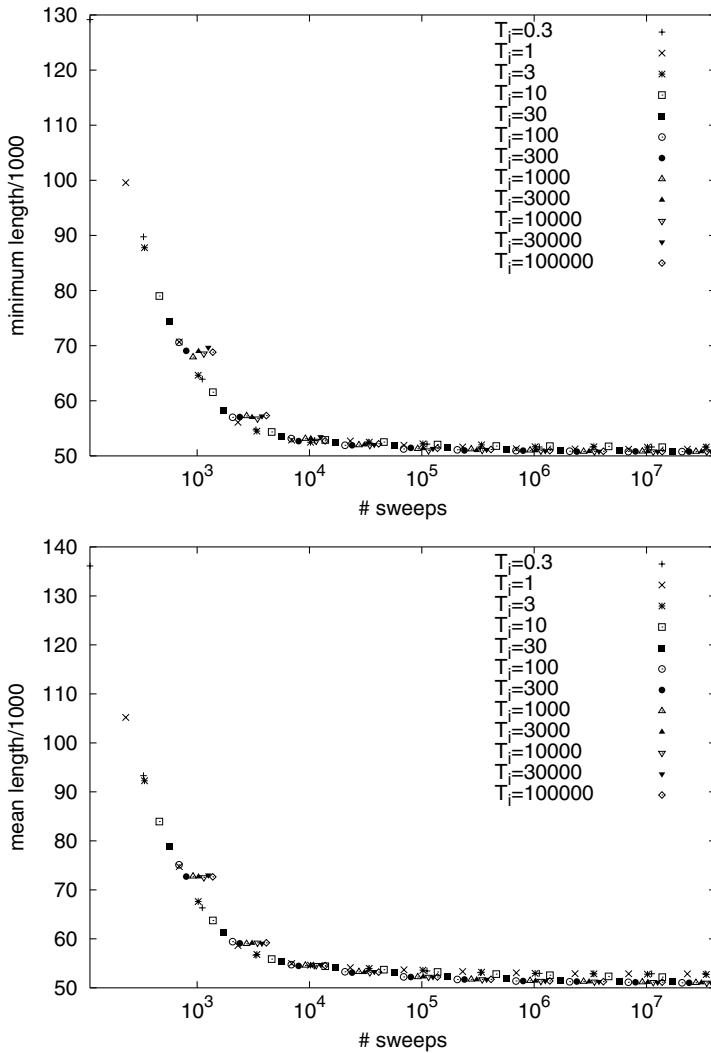 130
120
110
100
90
80
70
60
50
minimum length/1000
10^3
10^4
10^5
10^6
10^7
# sweeps
T_i=0.3
T_i=1
T_i=3
T_i=10
T_i=30
T_i=100
T_i=300
T_i=1000
T_i=3000
T_i=10000
T_i=30000
T_i=100000
140
130
120
110
100
90
80
70
60
50
mean length/1000
10^3
10^4
10^5
10^6
10^7
# sweeps
T_i=0.3
T_i=1
T_i=3
T_i=10
T_i=30
T_i=100
T_i=300
T_i=1000
T_i=3000
T_i=10000
T_i=30000
T_i=100000